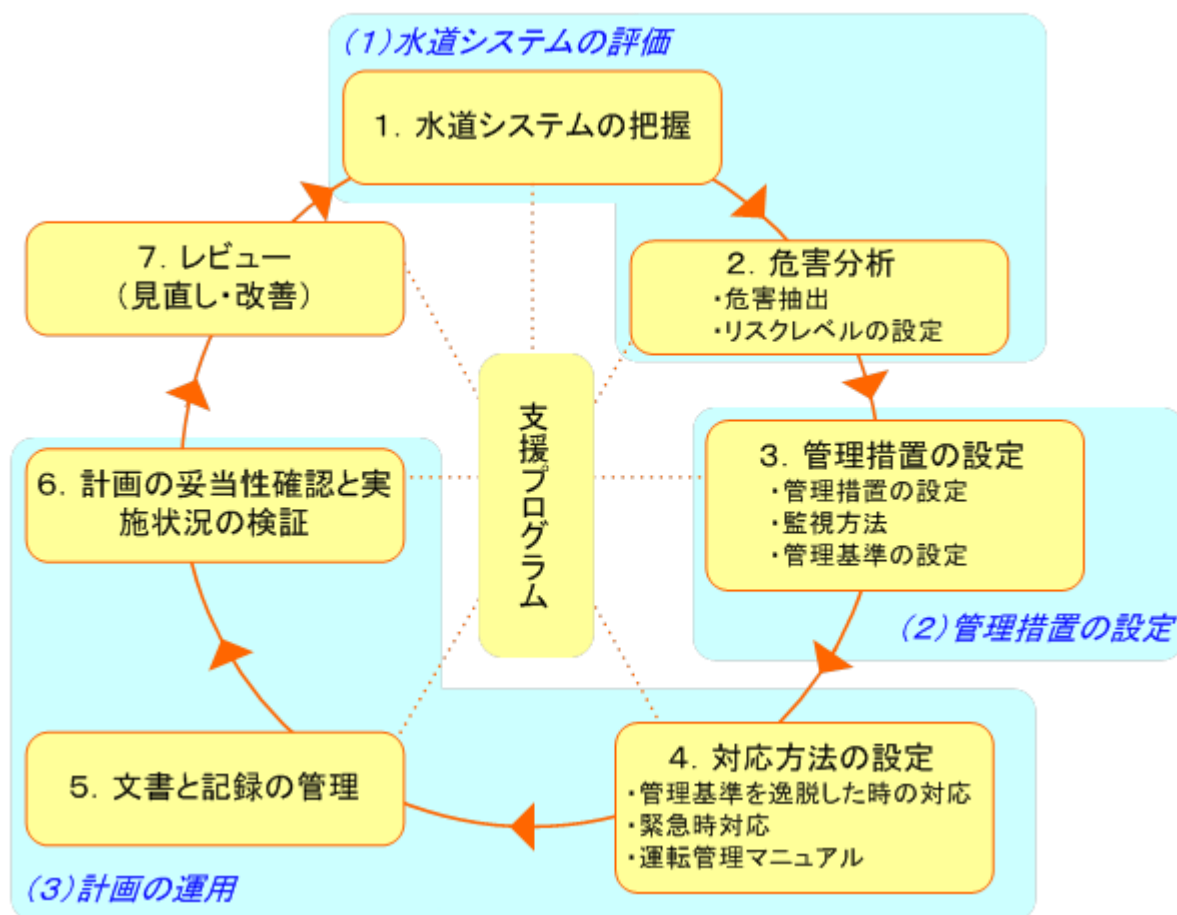 (1)水道システムの評価
1. 水道システムの把握
2. 危害分析
・危害抽出
・リスクレベルの設定
3. 管理措置の設定
・管理措置の設定
・監視方法
・管理基準の設定
(2)管理措置の設定
4. 対応方法の設定
・管理基準を逸脱した時の対応
・緊急時対応
・運転管理マニュアル
5. 文書と記録の管理
6. 計画の妥当性確認と実
施状況の検証
(3)計画の運用
7. レビュー
(見直し・改善)
支援プログラム